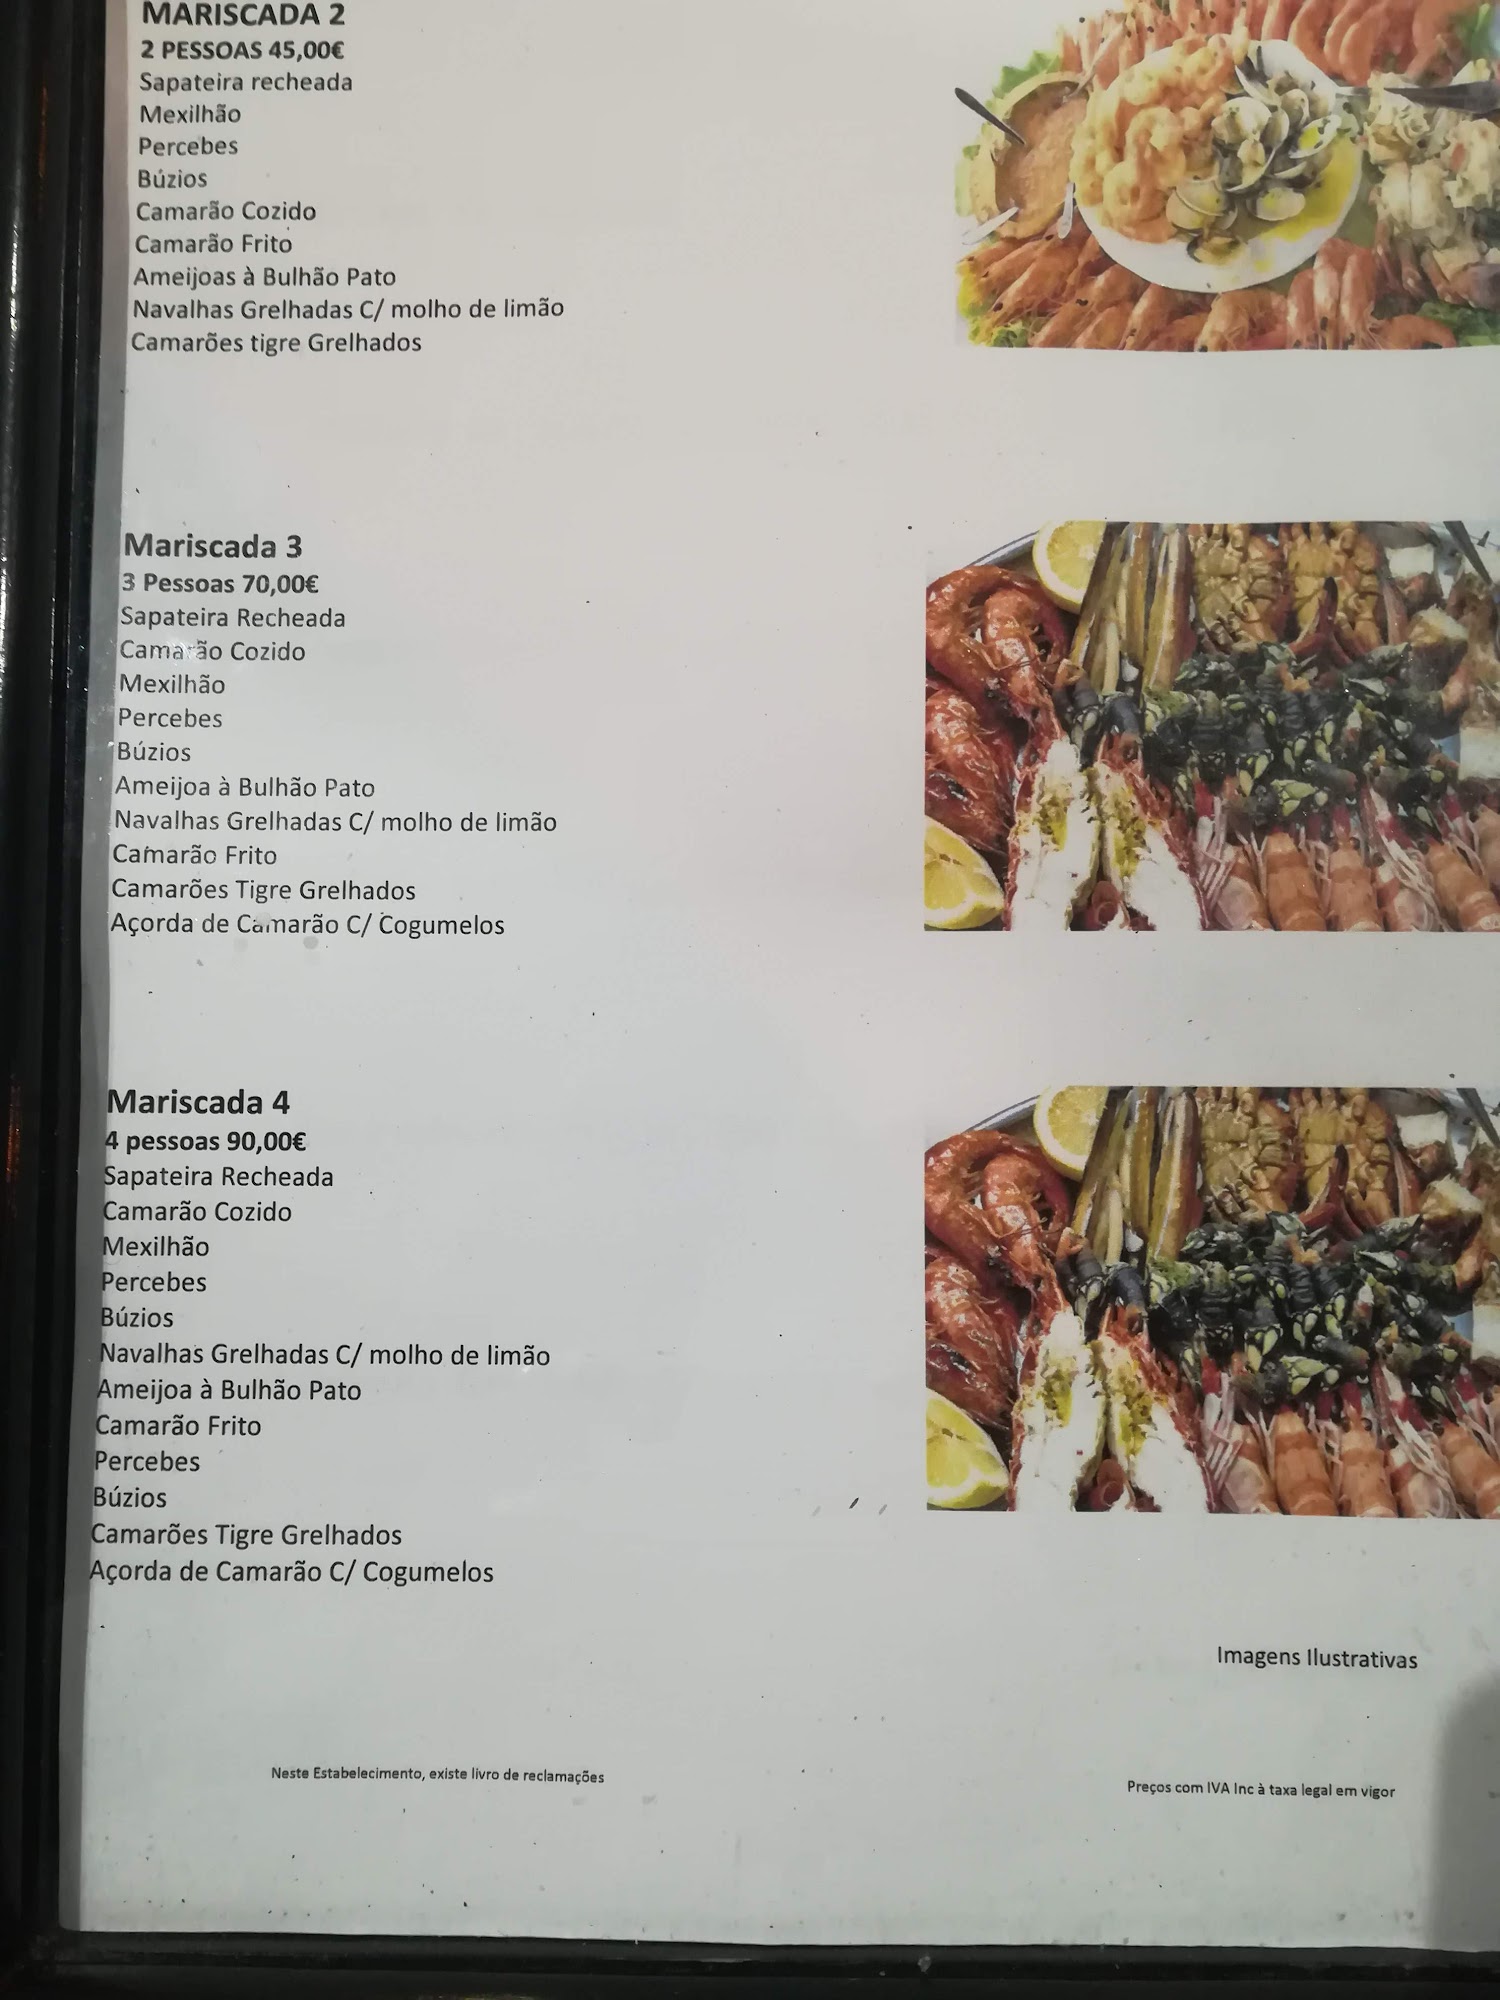 MARISCADA 2
2 PESSOAS 45,00€
Sapateira recheada
Mexilhão
Percebes
Búzios
Camarão Cozido
Camarão Frito
Ameijoas à Bulhão Pato
Navalhas Grelhadas C/ molho de limão
Camarões tigre Grelhados
Mariscada 3
3 Pessoas 70,00€
Sapateira Recheada
Camarão Cozido
Mexilhão
Percebes
Búzios
Ameijoa à Bulhão Pato
Navalhas Grelhadas C/ molho de limão
Camarão Frito
Camarões Tigre Grelhados
Açorda de Camarão C/ Cogumelos
Mariscada 4
4 pessoas 90,00€
Sapateira Recheada
Camarão Cozido
Mexilhão
Percebes
Búzios
Navalhas Grelhadas C/ molho de limão
Ameijoa à Bulhão Pato
Camarão Frito
Percebes
Búzios
Camarões Tigre Grelhados
Açorda de Camarão C/ Cogumelos
Imagens Ilustrativas
Neste Estabelecimento, existe livro de reclamações
Preços com IVA Inc à taxa legal em vigor